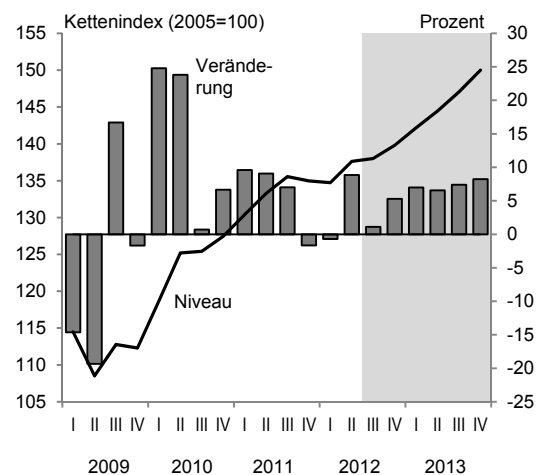 Kettenindex (2005=100) Prozent
155 30
150 25
145 20
140 15
135 10
130 5
125 0
120 -5
115 -10
110 -15
105 -20
-25
Verände-
rung
Niveau
I II III IV I II III IV I II III IV I II III IV I II III IV
2009 2010 2011 2012 2013